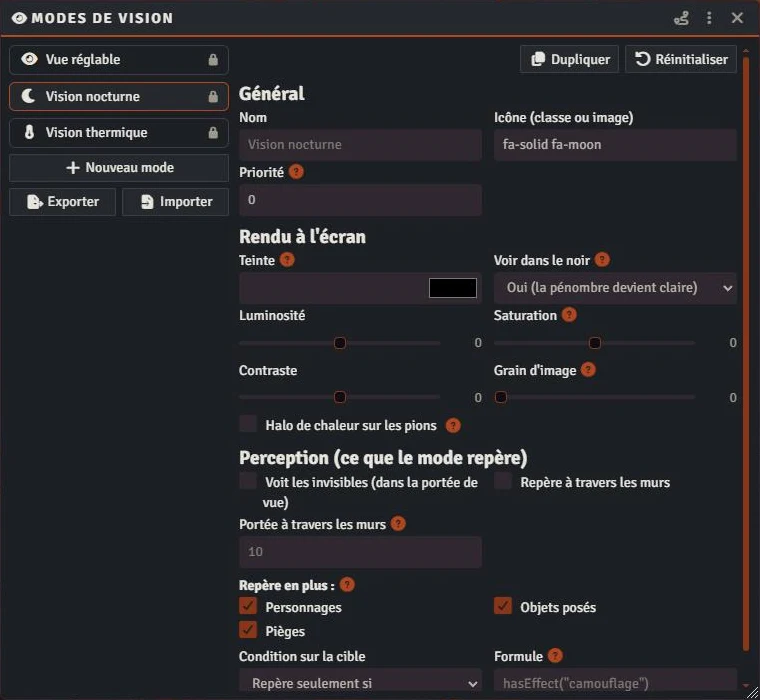 MODES DE VISION
Vue réglable
Vision nocturne
Vision thermique
Nouveau mode
Exporter
Importer
Dupliquer
Réinitialiser
Général
Nom
Icône (classe ou image)
Vision nocturne
fa-solid fa-moon
Priorité ?
0
Rendu à l'écran
Teinte ?
Voir dans le noir ?
Oui (la pénombre devient claire)
Luminosité
Saturation ?
0
0
Contraste
Grain d'image ?
0
0
Halo de chaleur sur les pions ?
Perception (ce que le mode repère)
Voit les invisibles (dans la portée de
vue)
Repère à travers les murs
Portée à travers les murs ?
10
Repère en plus : ?
Personnages
Objets posés
Pièges
Condition sur la cible
Formule ?
Repère seulement si
hasEffect("camouflage")